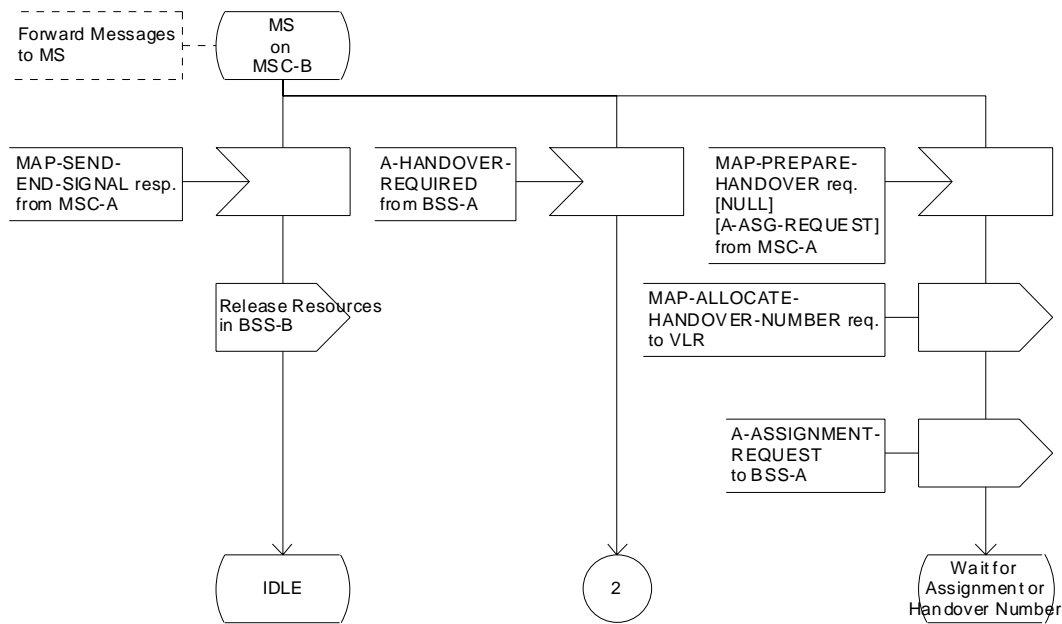 Forward Messages
to MS
MS
on
MSC-B
MAP-SEND-
END-SIGNAL resp.
from MSC-A
A-HANDOVER-
REQUIRED
from BSS-A
MAP-PREPARE-
HANDOVER req.
[NULL]
[A-ASG-REQUEST]
from MSC-A
Release Resources
in BSS-B
MAP-ALLOCATE-
HANDOVER-NUMBER req.
to VLR
A-ASSIGNMENT-
REQUEST
to BSS-A
IDLE
2
Wait for
Assignment or
Handover Number